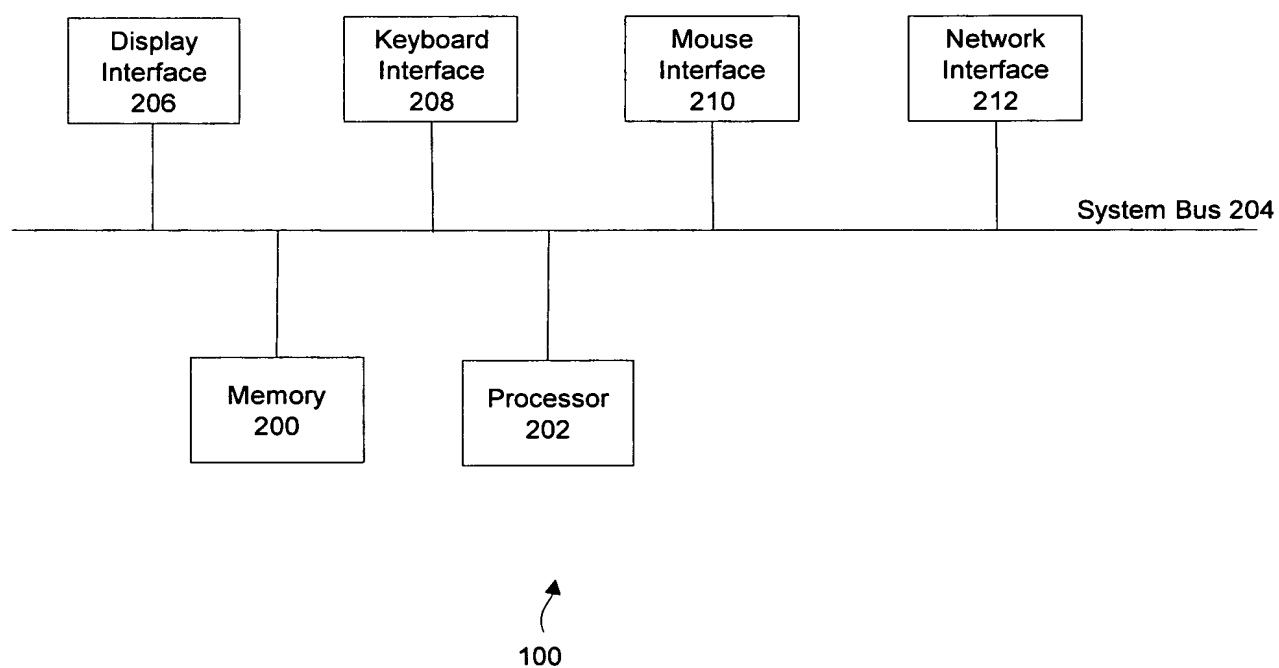 Display
Interface
206
Keyboard
Interface
208
Mouse
Interface
210
Network
Interface
212
System Bus 204
Memory
200
Processor
202
100